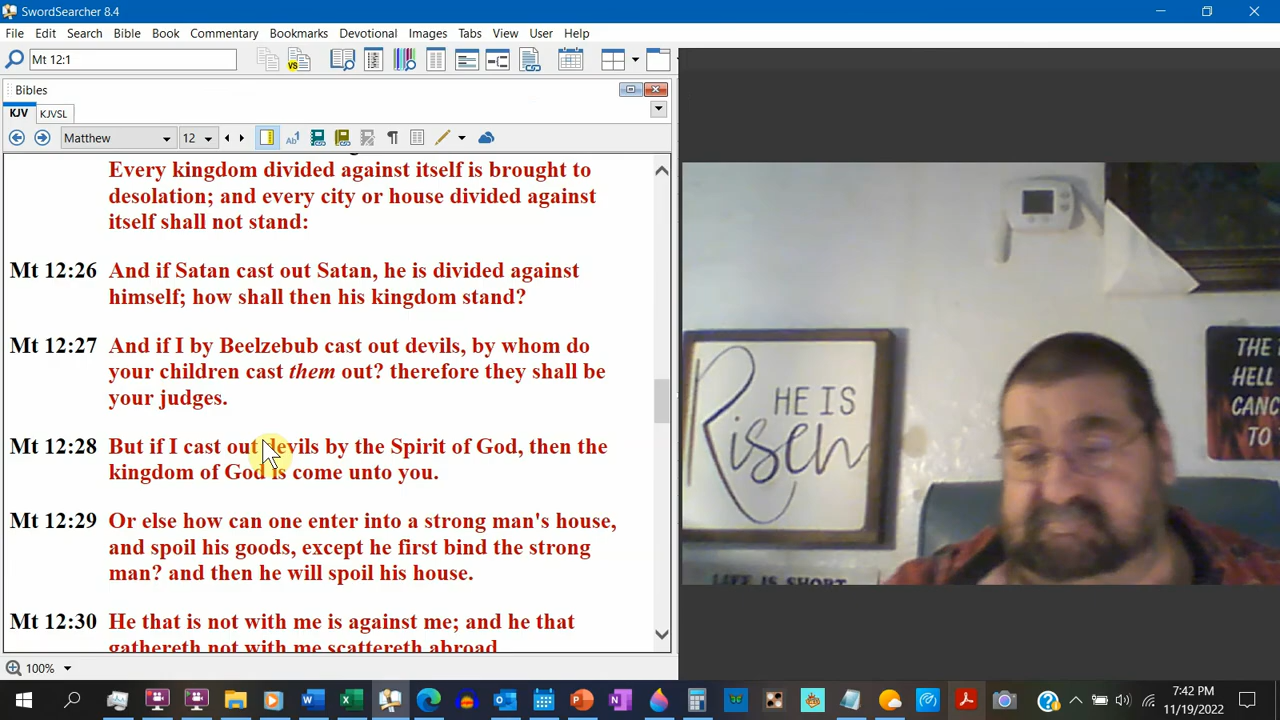 SwordSearcher 8.4
File Edit Search Bible Book Commentary Bookmarks Devotional Images Tabs View User Help
Mt 12:1
VS
Bibles
KJV KJVSL
Matthew 12
Every kingdom divided against itself is brought to
desolation; and every city or house divided against
itself shall not stand:
Mt 12:26 And if Satan cast out Satan, he is divided against
himself; how shall then his kingdom stand?
Mt 12:27 And if I by Beelzebub cast out devils, by whom do
your children cast them out? therefore they shall be
your judges.
Mt 12:28 But if I cast out devils by the Spirit of God, then the
kingdom of God is come unto you.
Mt 12:29 Or else how can one enter into a strong man's house,
and spoil his goods, except he first bind the strong
man? and then he will spoil his house.
Mt 12:30 He that is not with me is against me; and he that
gathereth not with me scattereth abroad
100%
HE IS
Risen
THE
HELL
CANC
TO
LIFE IS SHORT
7:42 PM
11/19/2022